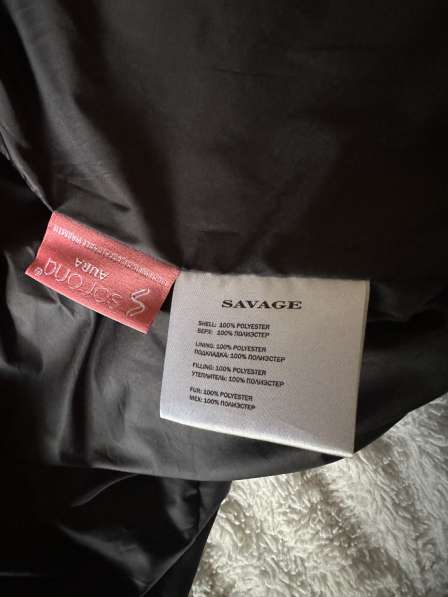 SAVAGE
SHELL: 100% POLYESTER
ВЕРХ: 100% ПОЛИЭСТЕР
LINING: 100% POLYESTER
ПОДКЛАДКА: 100% ПОЛИЭСТЕР
FILLING: 100% POLYESTER
УТЕПЛИТЕЛЬ: 100% ПОЛИЭСТЕР
FUR: 100% POLYESTER
МЕХ: 100% ПОЛИЭСТЕР
sorona®
AURA